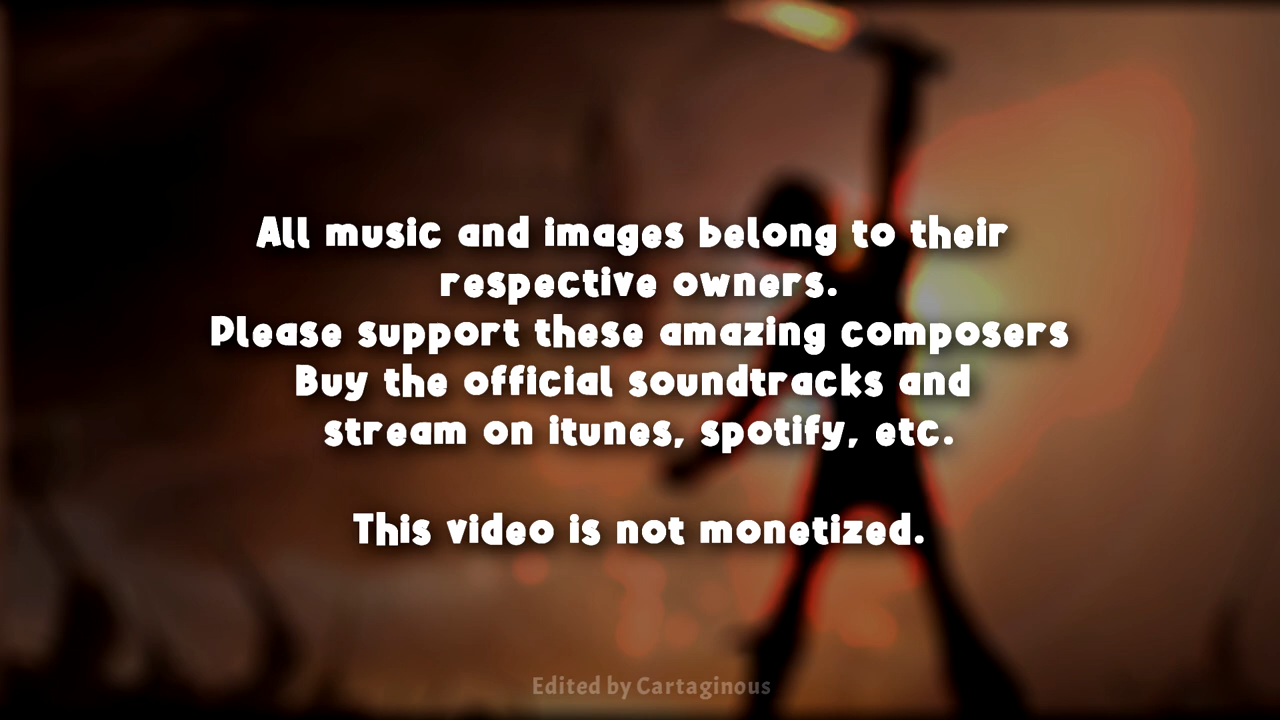 All music and images belong to their
respective owners.
Please support these amazing composers
Buy the official soundtracks and
stream on itunes, spotify, etc.
This video is not monetized.
Edited by Cartaginous